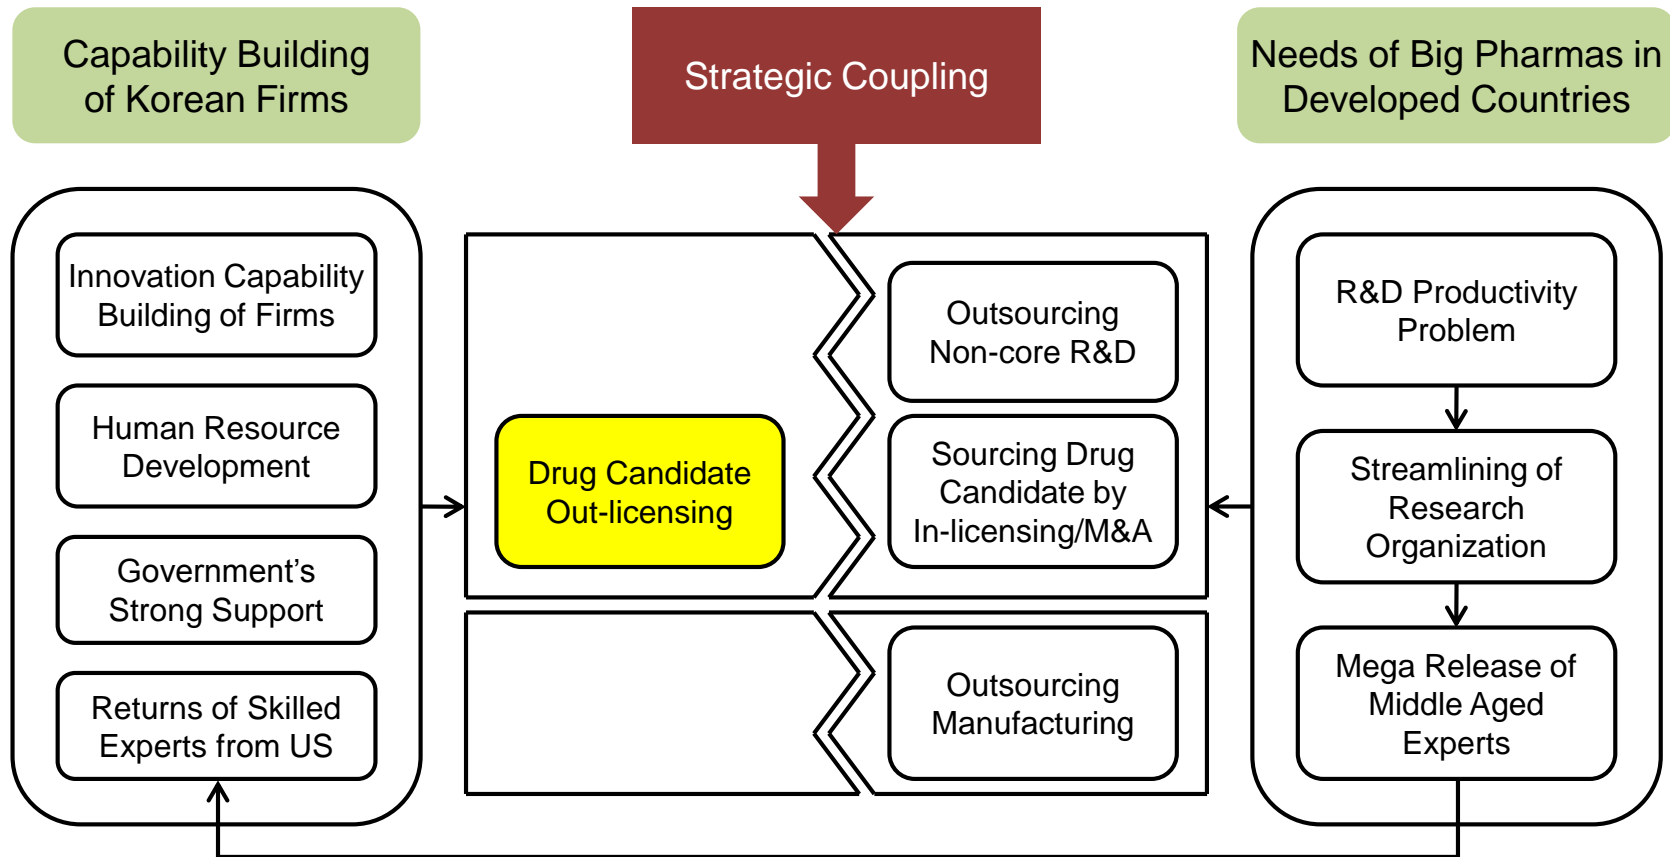 Capability Building
of Korean Firms
Strategic Coupling
Needs of Big Pharmas in
Developed Countries
Innovation Capability
Building of Firms
Human Resource
Development
Government’s
Strong Support
Returns of Skilled
Experts from US
Drug Candidate
Out-licensing
Outsourcing
Non-core R&D
Sourcing Drug
Candidate by
In-licensing/M&A
Outsourcing
Manufacturing
R&D Productivity
Problem
Streamlining of
Research
Organization
Mega Release of
Middle Aged
Experts